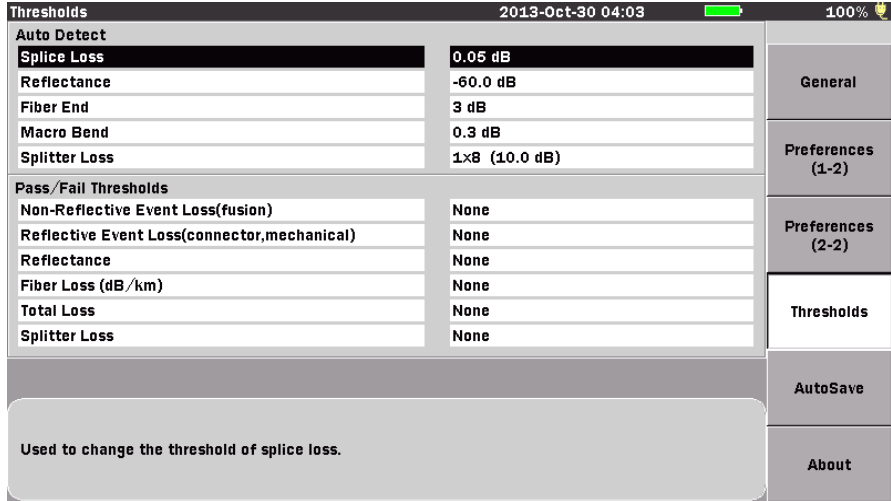 Thresholds 2013-Oct-30 04:03 100%
Auto Detect
Splice Loss 0.05 dB
Reflectance -60.0 dB
Fiber End 3 dB
Macro Bend 0.3 dB
Splitter Loss 1×8 (10.0 dB)
Pass/Fail Thresholds
Non-Reflective Event Loss(fusion) None
Reflective Event Loss(connector,mechanical) None
Reflectance None
Fiber Loss (dB/km) None
Total Loss None
Splitter Loss None
Used to change the threshold of splice loss.
General
Preferences
(1-2)
Preferences
(2-2)
Thresholds
AutoSave
About